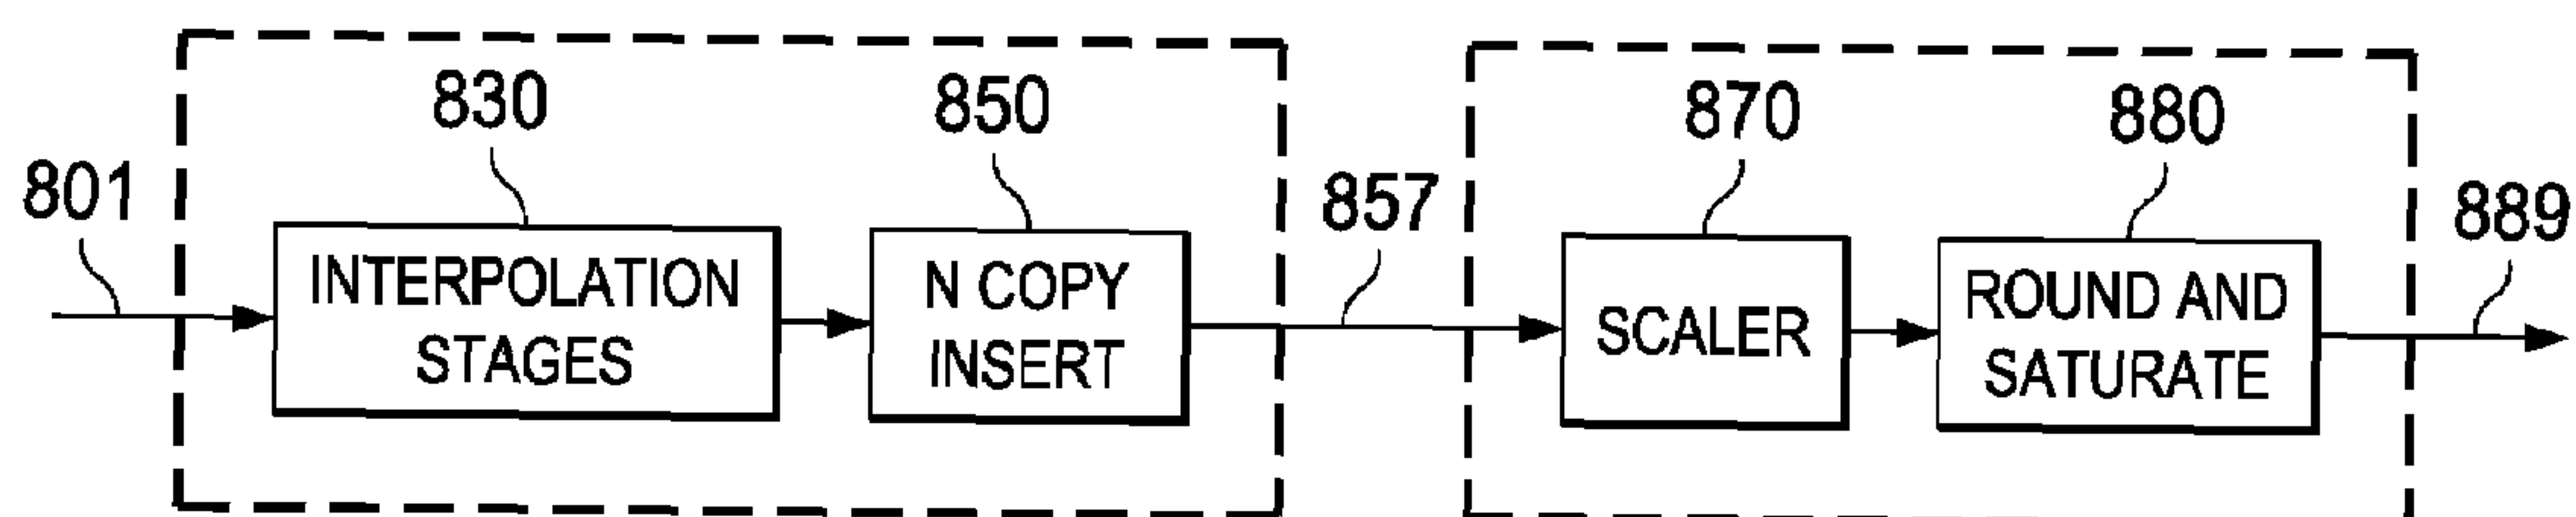 830
850
870
880
801
857
889
INTERPOLATION
STAGES
N COPY
INSERT
SCALER
ROUND AND
SATURATE